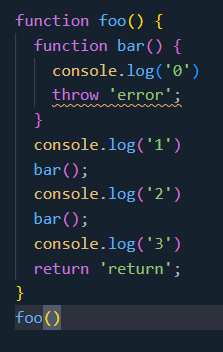 function foo() {
  function bar() {
    console.log('0')
    throw 'error';
  }
  console.log('1')
  bar();
  console.log('2')
  bar();
  console.log('3')
  return 'return';
}
foo()